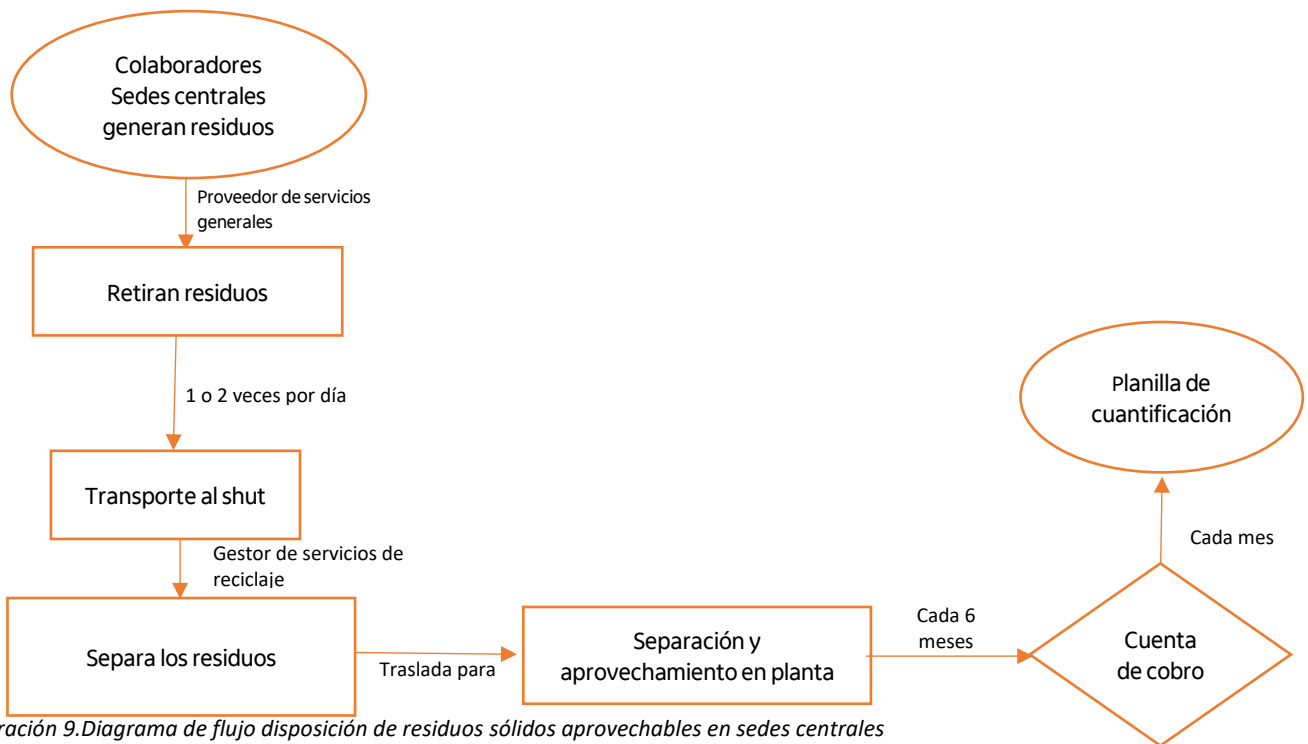 Colaboradores
Sedes centrales
generan residuos
Proveedor de servicios
generales
Retiran residuos
1 o 2 veces por día
Transporte al shut
Gestor de servicios de
reciclaje
Separa los residuos
Traslada para
Separación y
aprovechamiento en planta
Cada 6
meses
Cuenta
de cobro
Cada mes
Planilla de
cuantificación
ración 9.Diagrama de flujo disposición de residuos sólidos aprovechables en sedes centrales